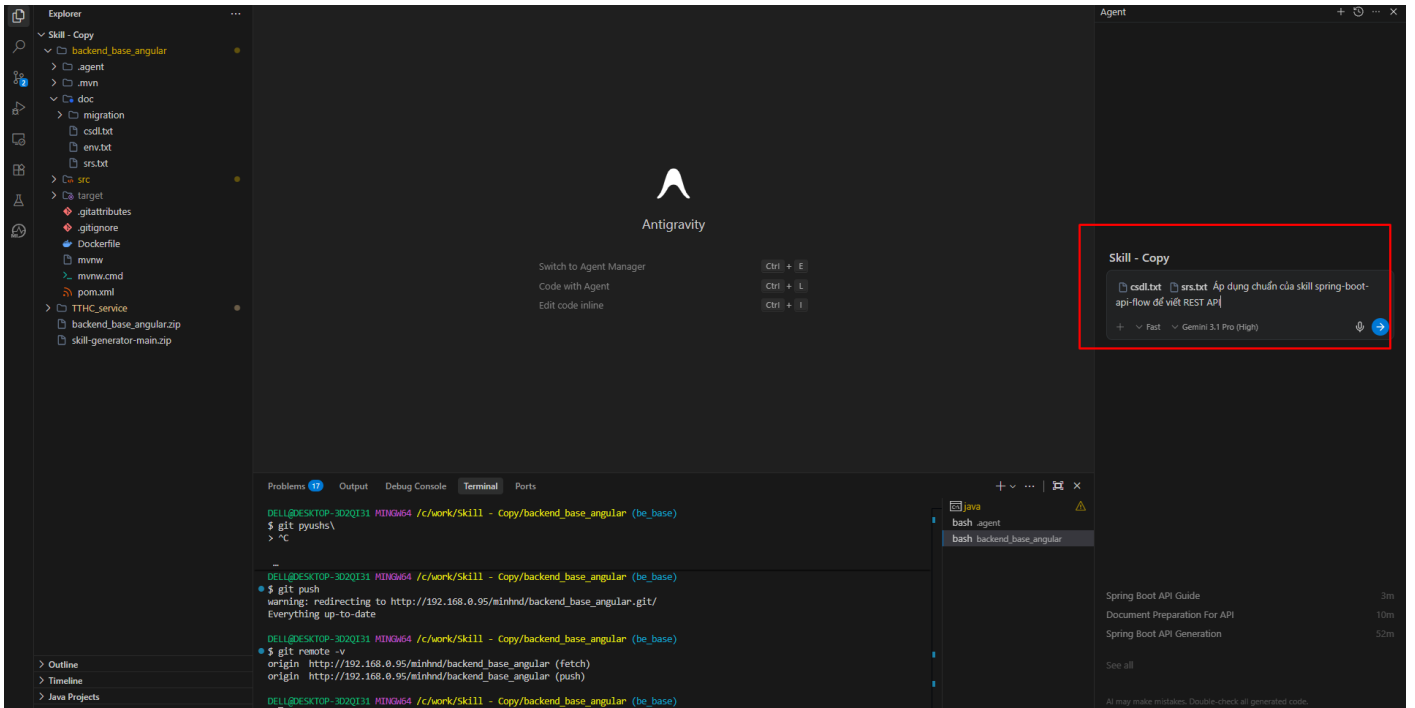 Explorer
Skill - Copy
backend_base_angular
.agent
.mvn
doc
migration
csdl.txt
env.txt
srs.txt
src
target
.gitattributes
.gitignore
Dockerfile
mvnw
mvnw.cmd
pom.xml
TTHC_service
backend_base_angular.zip
skill-generator-main.zip
Outline
Timeline
Java Projects
2
Antigravity
Switch to Agent Manager Ctrl + E
Code with Agent Ctrl + L
Edit code inline Ctrl + I
Problems 17 Output Debug Console Terminal Ports
DELL@DESKTOP-3D2QI31 MINGW64 /c/work/Skill - Copy/backend_base_angular (be_base)
$ git pyushs\
> ^C
…
DELL@DESKTOP-3D2QI31 MINGW64 /c/work/Skill - Copy/backend_base_angular (be_base)
$ git push
warning: redirecting to http://192.168.0.95/minhnd/backend_base_angular.git/
Everything up-to-date
DELL@DESKTOP-3D2QI31 MINGW64 /c/work/Skill - Copy/backend_base_angular (be_base)
$ git remote -v
origin http://192.168.0.95/minhnd/backend_base_angular (fetch)
origin http://192.168.0.95/minhnd/backend_base_angular (push)
DELL@DESKTOP-3D2QI31 MINGW64 /c/work/Skill - Copy/backend_base_angular (be_base)
java
bash .agent
bash backend_base_angular
Agent
Skill - Copy
csdl.txt srs.txt Áp dụng chuẩn của skill spring-boot-
api-flow để viết REST API
Fast Gemini 3.1 Pro (High)
Spring Boot API Guide 3m
Document Preparation For API 10m
Spring Boot API Generation 52m
See all
AI may make mistakes. Double-check all generated code.